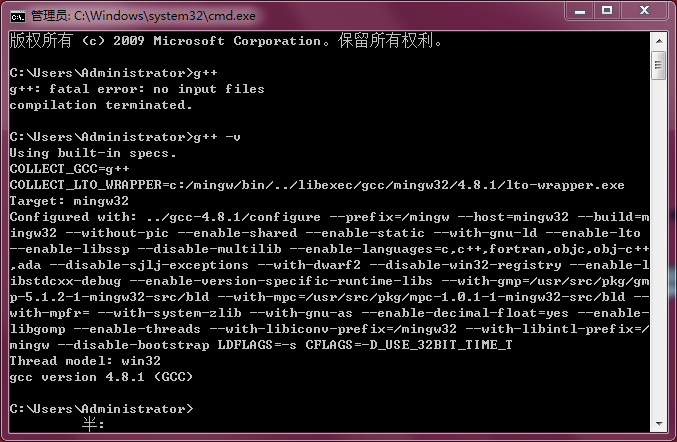 管理员: C:\Windows\system32\cmd.exe
版权所有 (c) 2009 Microsoft Corporation。保留所有权利。
C:\Users\Administrator>g++
g++: fatal error: no input files
compilation terminated.
C:\Users\Administrator>g++ -v
Using built-in specs.
COLLECT_GCC=g++
COLLECT_LTO_WRAPPER=c:/mingw/bin/../libexec/gcc/mingw32/4.8.1/lto-wrapper.exe
Target: mingw32
Configured with: ../gcc-4.8.1/configure --prefix=/mingw --host=mingw32 --build=m
ingw32 --without-pic --enable-shared --enable-static --with-gnu-ld --enable-lto
--enable-libssp --disable-multilib --enable-languages=c,c++,fortran,objc,obj-c++
,ada --disable-sjlj-exceptions --with-dwarf2 --disable-win32-registry --enable-l
ibstdcxx-debug --enable-version-specific-runtime-libs --with-gmp=/usr/src/pkg/gm
p-5.1.2-1-mingw32-src/bld --with-mpc=/usr/src/pkg/mpc-1.0.1-1-mingw32-src/bld --
with-mpfr= --with-system-zlib --with-gnu-as --enable-decimal-float=yes --enable-
libgomp --enable-threads --with-libiconv-prefix=/mingw32 --with-libintl-prefix=/
mingw --disable-bootstrap LDFLAGS=-s CFLAGS=-D_USE_32BIT_TIME_T
Thread model: win32
gcc version 4.8.1 (GCC)
C:\Users\Administrator>
半: